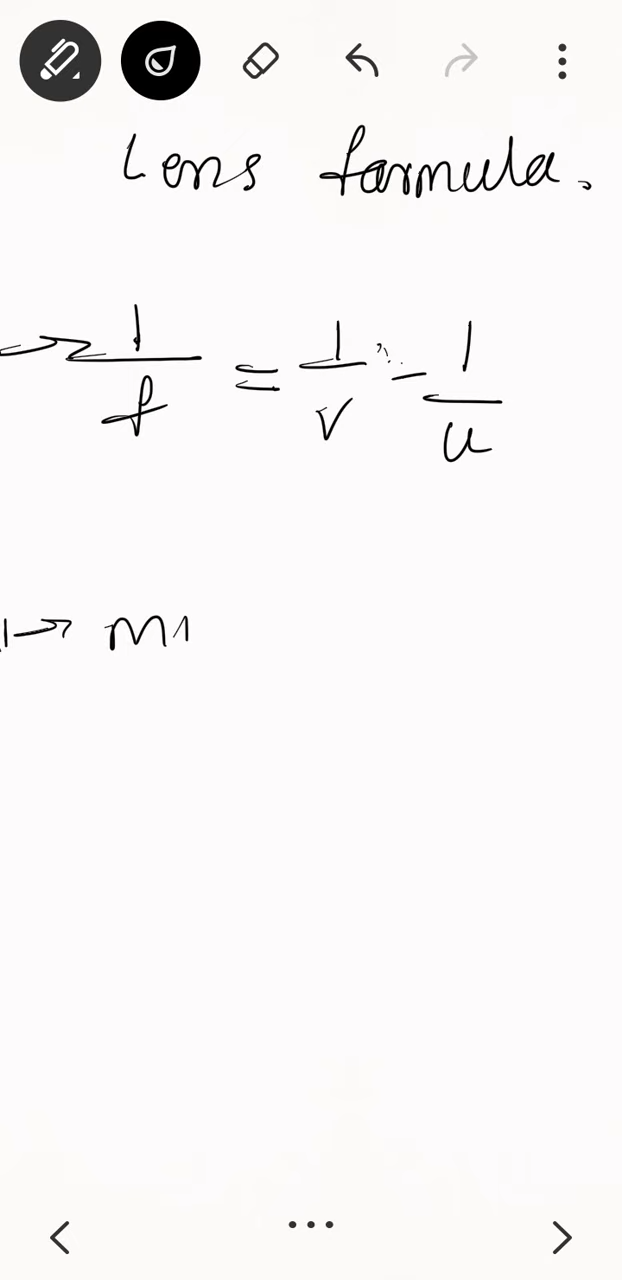 Lens formula.
→ 1/f = 1/v - 1/u
→ m